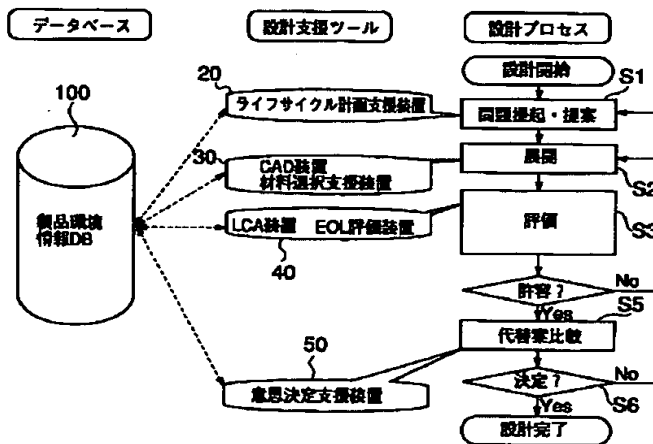 データベース
設計支援ツール
設計プロセス
設計開始
S1
20
100
ライフサイクル計画支援装置
問題提起・提案
30
CAD装置
材料選択支援装置
展開
S2
製品環境
情報DB
LCA装置 EOL評価装置
評価
S3
40
許容?
No
Yes
S5
代替案比較
50
意思決定支援装置
決定?
No
Yes
S6
設計完了